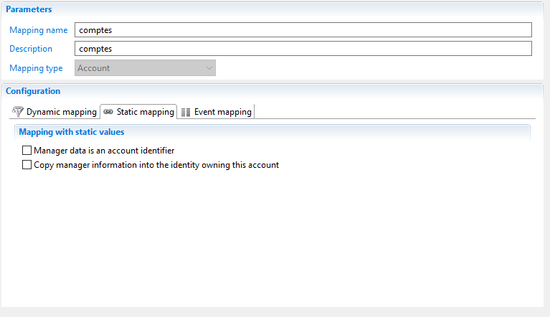 Parameters
Mapping name comptes
Description comptes
Mapping type Account
Configuration
Dynamic mapping Static mapping Event mapping
Mapping with static values
Manager data is an account identifier
Copy manager information into the identity owning this account